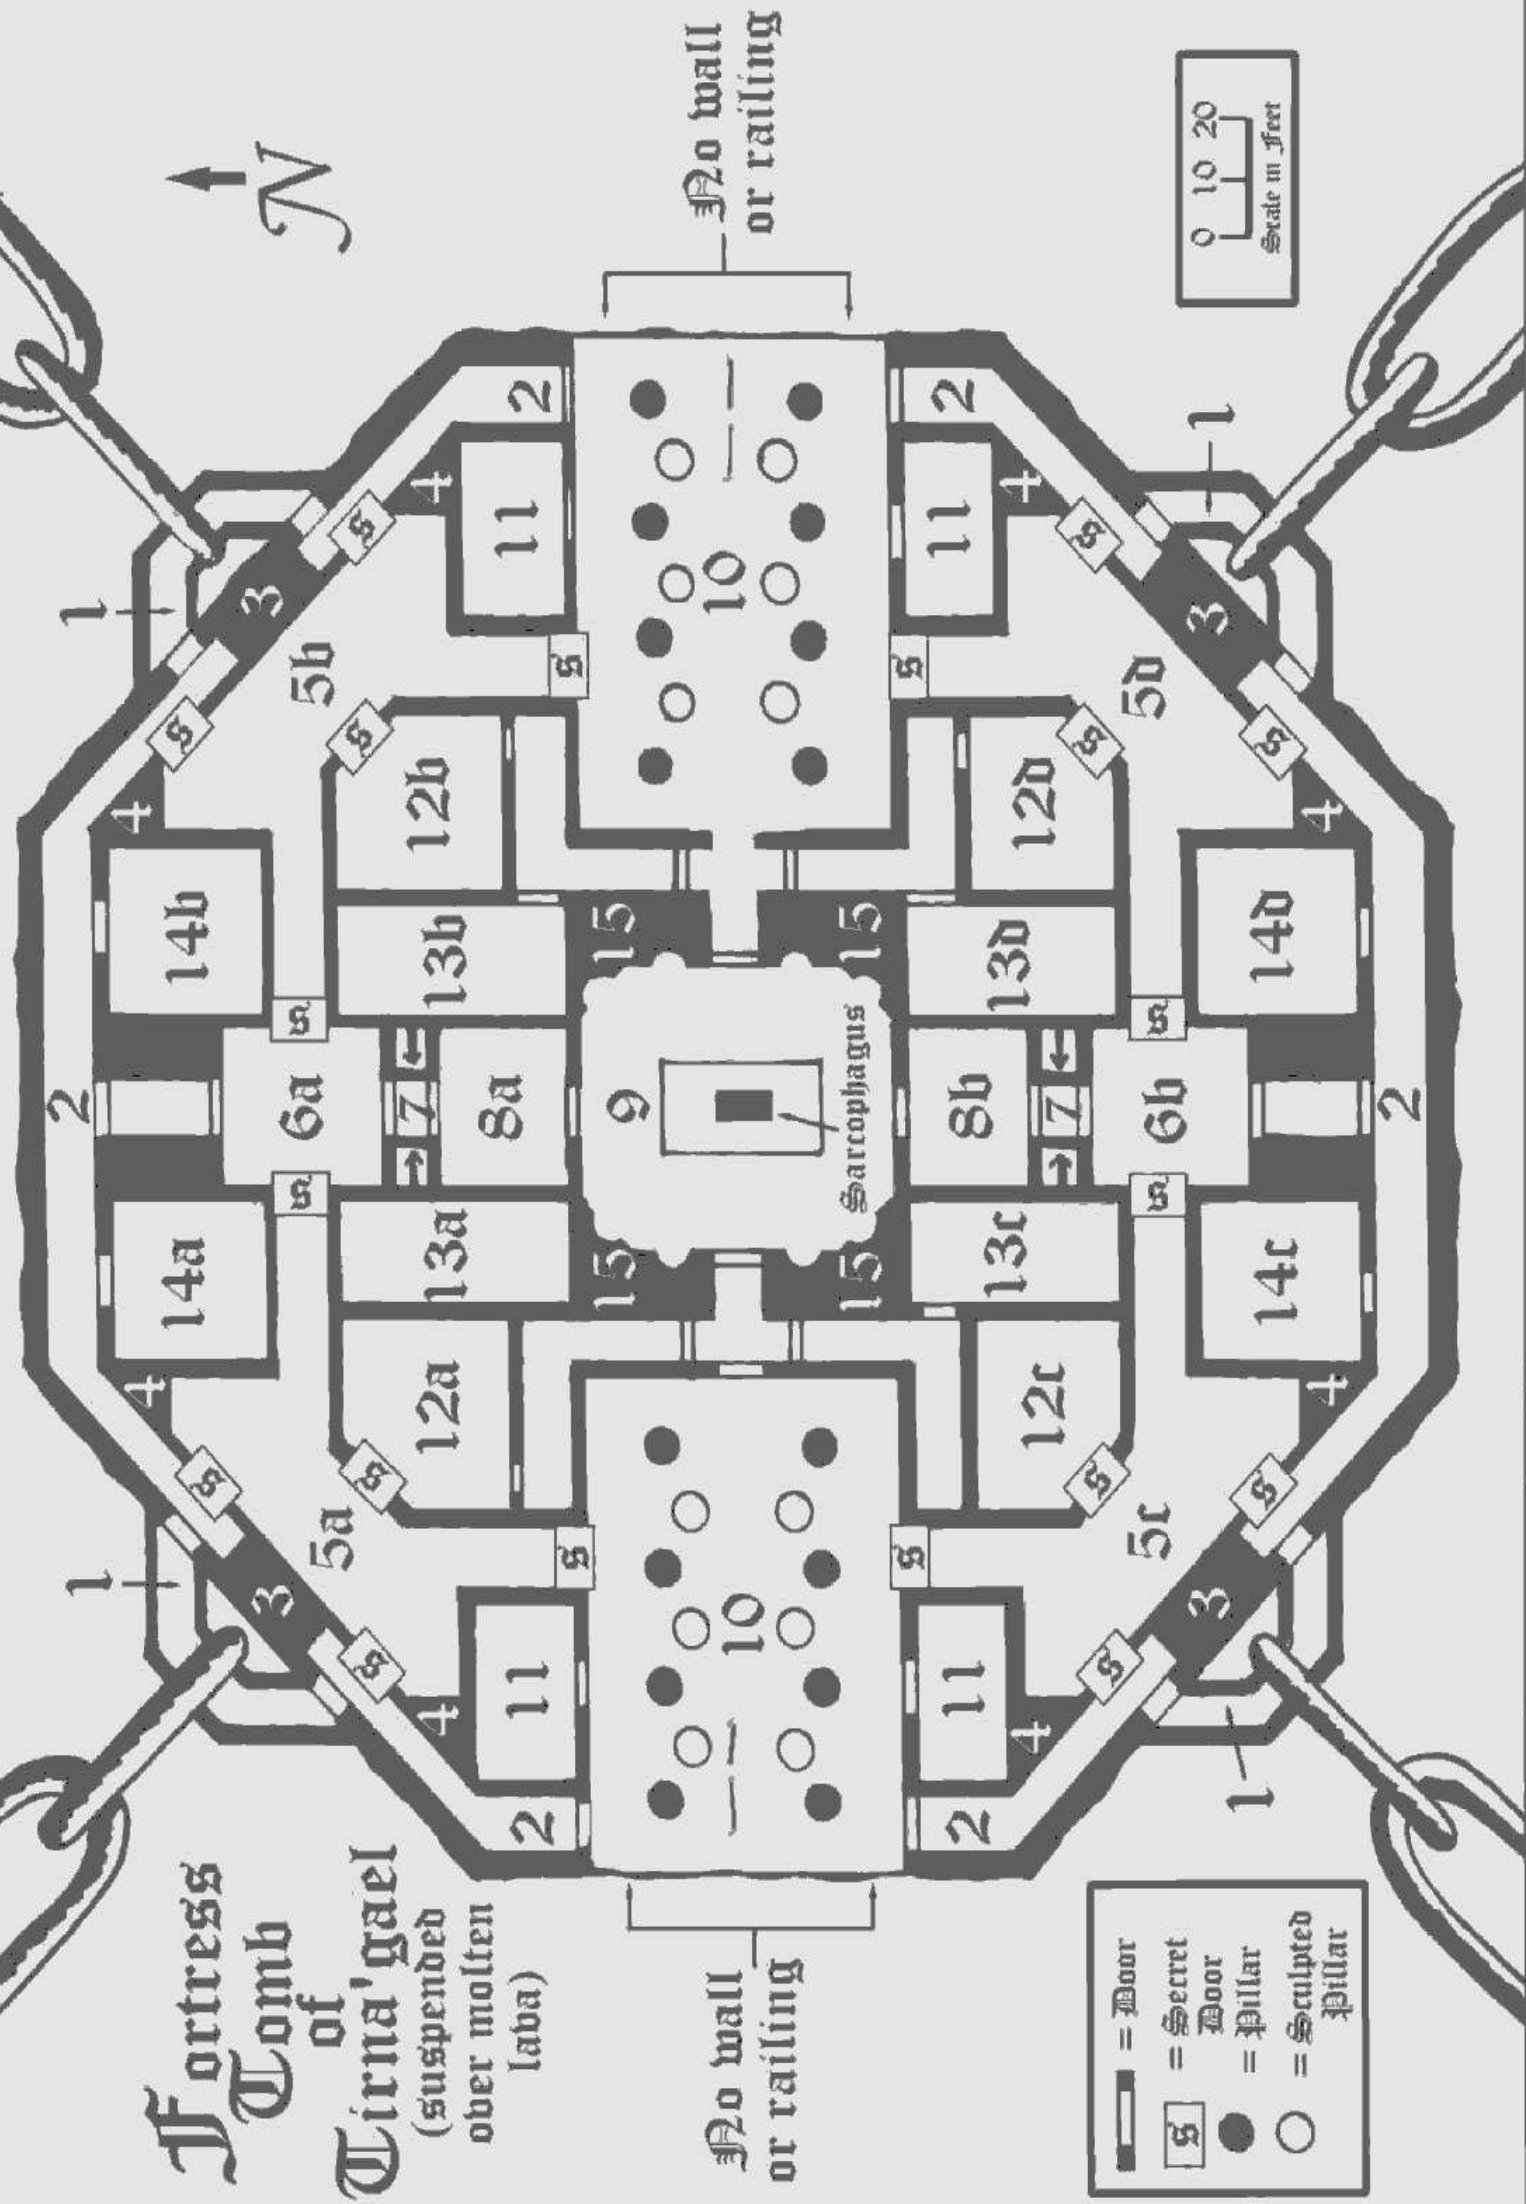 Fortress
Tomb
of
Tirna'gael
(suspended
over molten
lava)
N
1
2
1
4
4
14a
14b
S
S
3
3
5a
S
6a
S
5b
S
S
S
S
4
12a
13a
7
13b
12b
4
2
11
8a
11
2
S
S
15
9
15
No wall
or railing
10
10
No wall
or railing
Sarcophagus
15
15
S
S
2
11
8b
11
2
4
12c
13c
7
13d
12d
4
S
S
S
S
5c
S
6b
S
5d
3
3
S
S
14c
14d
1
1
4
4
2
= Door
S = Secret
Door
= Pillar
= Sculpted
Pillar
0 10 20
Scale in Feet